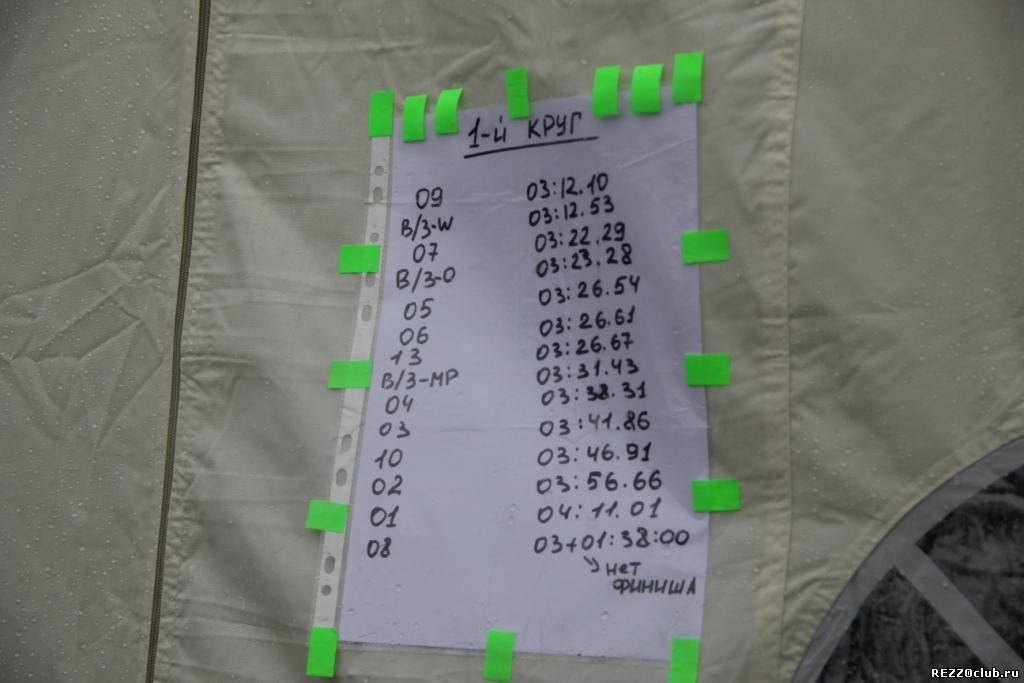 1-й КРУГ
09 03:12.10
В/З-W 03:12.53
07 03:22.29
В/З-О 03:23.28
05 03:26.54
06 03:26.61
13 03:26.67
В/З-МР 03:31.43
04 03:38.31
03 03:41.86
10 03:46.91
02 03:56.66
01 04:11.01
08 03+01:38:00
↘ нет
ФИНИША
REZZOclub.ru